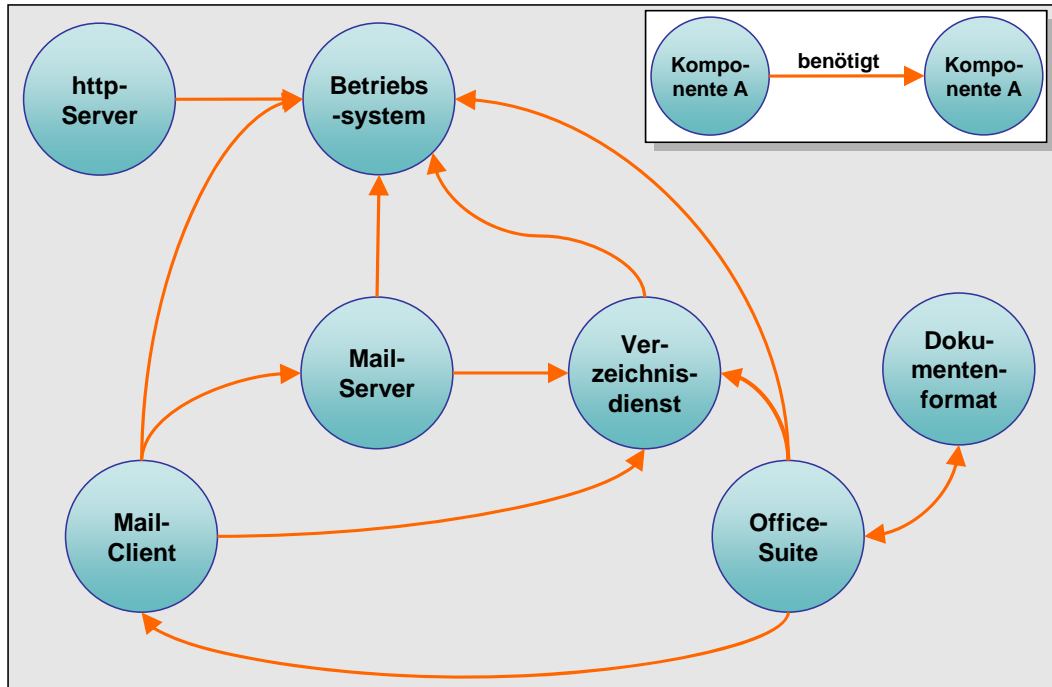 http-
Server
Betriebs
-system
Kompo-
nente A
benötigt
Kompo-
nente A
Mail-
Server
Ver-
zeichnis-
dienst
Doku-
menten-
format
Mail-
Client
Office-
Suite